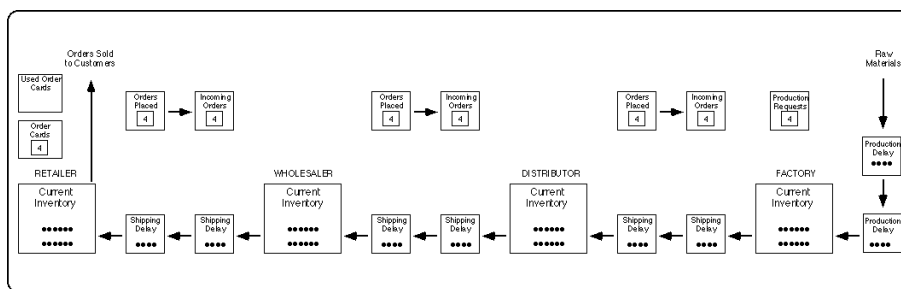 Orders Sold
to Customers
Raw
Materials
Used Order
Cards
Orders
Placed
4
Incoming
Orders
4
Orders
Placed
4
Incoming
Orders
4
Orders
Placed
4
Incoming
Orders
4
Production
Requests
4
Order
Cards
4
Production
Delay
RETAILER
WHOLESALER
DISTRIBUTOR
FACTORY
Current
Inventory
Shipping
Delay
Shipping
Delay
Current
Inventory
Shipping
Delay
Shipping
Delay
Current
Inventory
Shipping
Delay
Shipping
Delay
Current
Inventory
Production
Delay